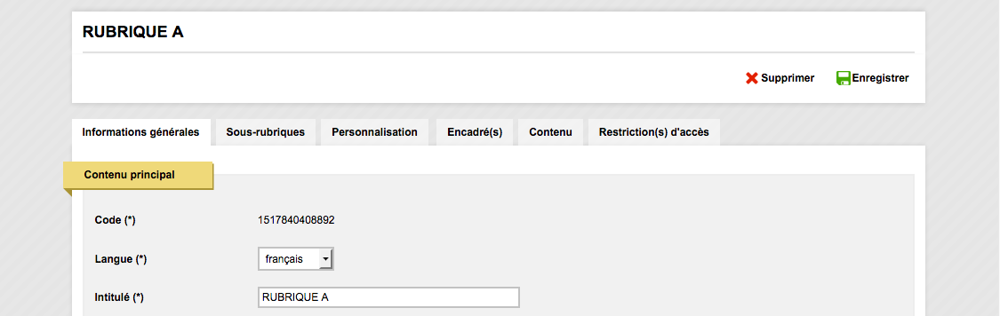 RUBRIQUE A
Supprimer Enregistrer
Informations générales Sous-rubriques Personnalisation Encadré(s) Contenu Restriction(s) d'accès
Contenu principal
Code (*) 1517840408892
Langue (*) français
Intitulé (*) RUBRIQUE A